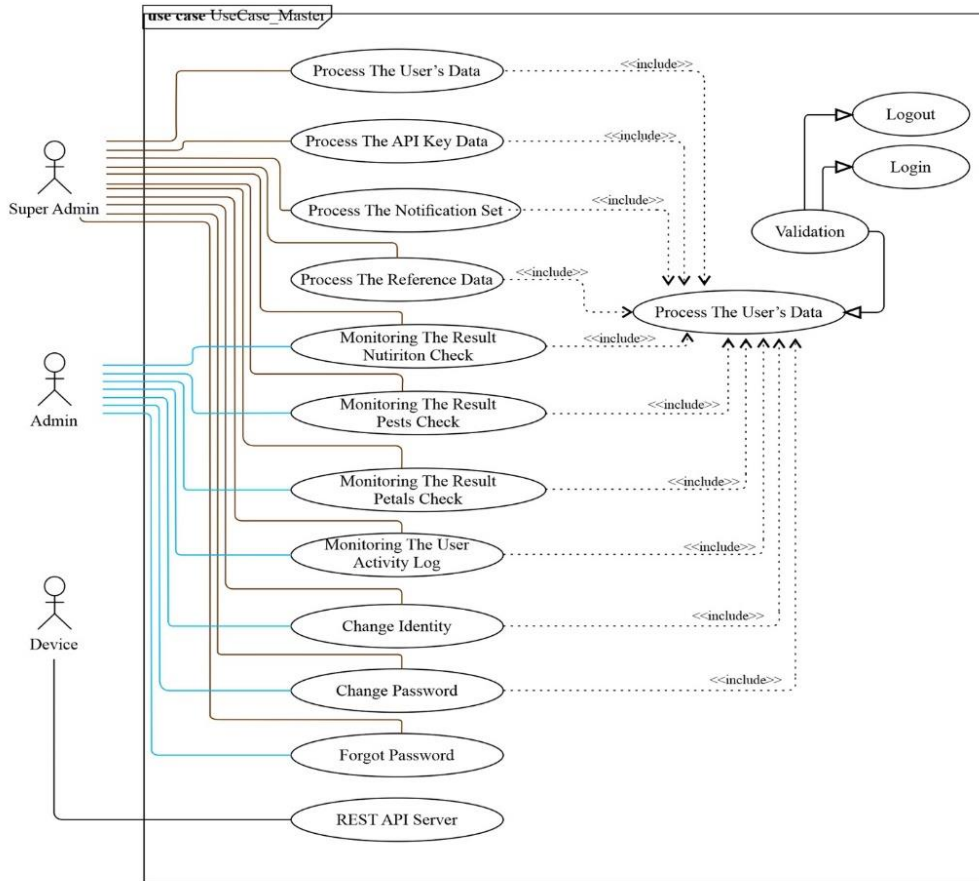 use case UseCase_Master
Process The User's Data
<<include>>
Logout
Process The API Key Data
<<include>>
Login
Super Admin
Process The Notification Set
<<include>>
Validation
Process The Reference Data
<<include>>
Process The User's Data
Monitoring The Result
Nutiriton Check
<<include>>
Admin
Monitoring The Result
Pests Check
<<include>>
Monitoring The Result
Petals Check
<<include>>
Monitoring The User
Activity Log
<<include>>
Device
Change Identity
<<include>>
Change Password
<<include>>
Forgot Password
REST API Server